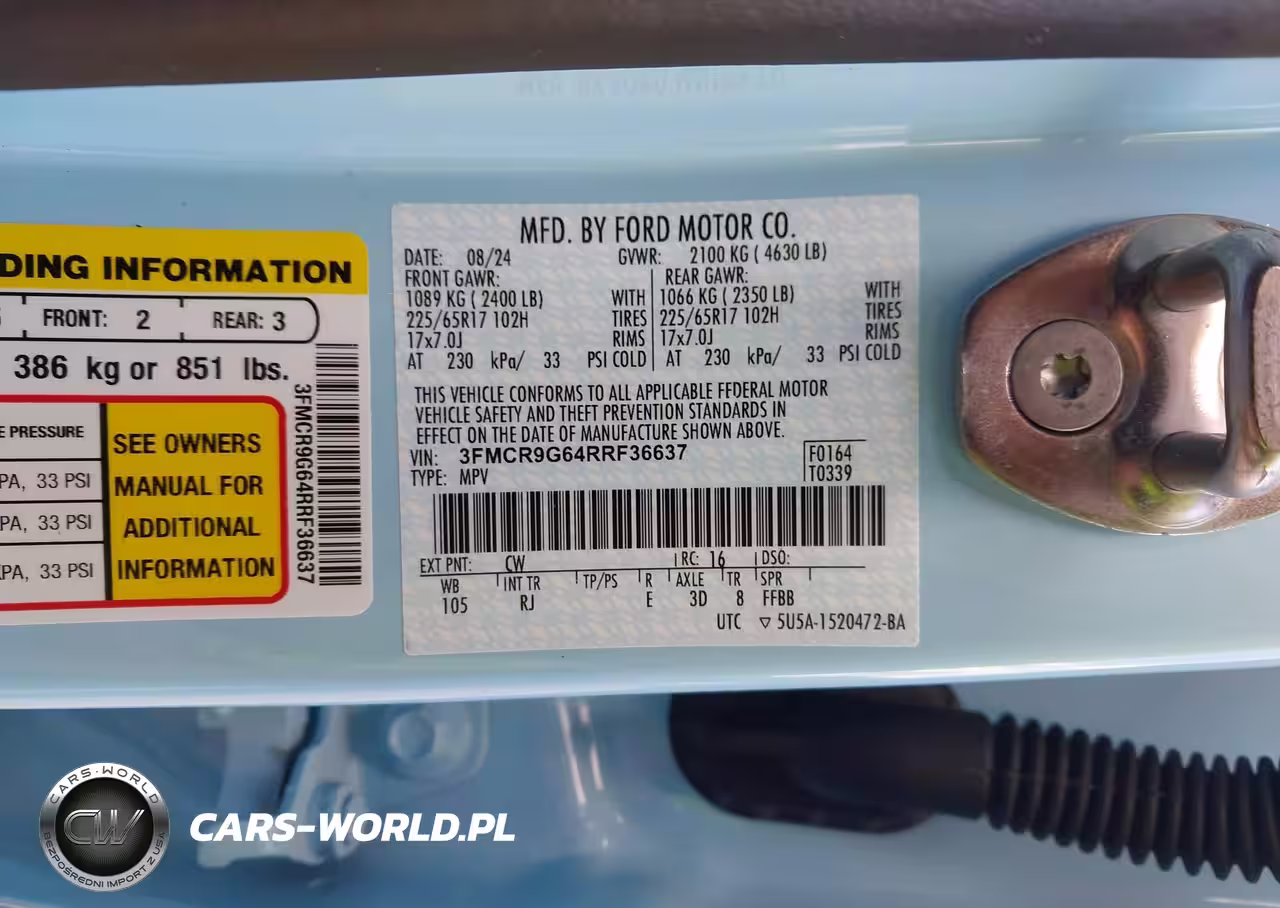 MFD. BY FORD MOTOR CO.
DATE: 08/24 GVWR: 2100 KG ( 4630 LB)
FRONT GAWR: REAR GAWR:
1089 KG ( 2400 LB) WITH 1066 KG ( 2350 LB) WITH
225/65R17 102H TIRES 225/65R17 102H TIRES
17x7.0J RIMS 17x7.0J RIMS
AT 230 kPa/ 33 PSI COLD AT 230 kPa/ 33 PSI COLD
THIS VEHICLE CONFORMS TO ALL APPLICABLE FEDERAL MOTOR
VEHICLE SAFETY AND THEFT PREVENTION STANDARDS IN
EFFECT ON THE DATE OF MANUFACTURE SHOWN ABOVE.
VIN: 3FMCR9G64RRF36637 F0164
TYPE: MPV T0339
EXT PNT: CW RC: 16 DSO:
WB INT TR TP/PS R AXLE TR SPR
105 RJ E 3D 8 FFBB
UTC ▽ 5U5A-1520472-BA
DING INFORMATION
FRONT: 2 REAR: 3
386 kg or 851 lbs.
E PRESSURE
PA, 33 PSI
PA, 33 PSI
KPA, 33 PSI
SEE OWNERS
MANUAL FOR
ADDITIONAL
INFORMATION
3FMCR9G64RRF36637
CARS-WORLD
CW
BEZPOŚREDNI IMPORT Z USA
CARS-WORLD.PL